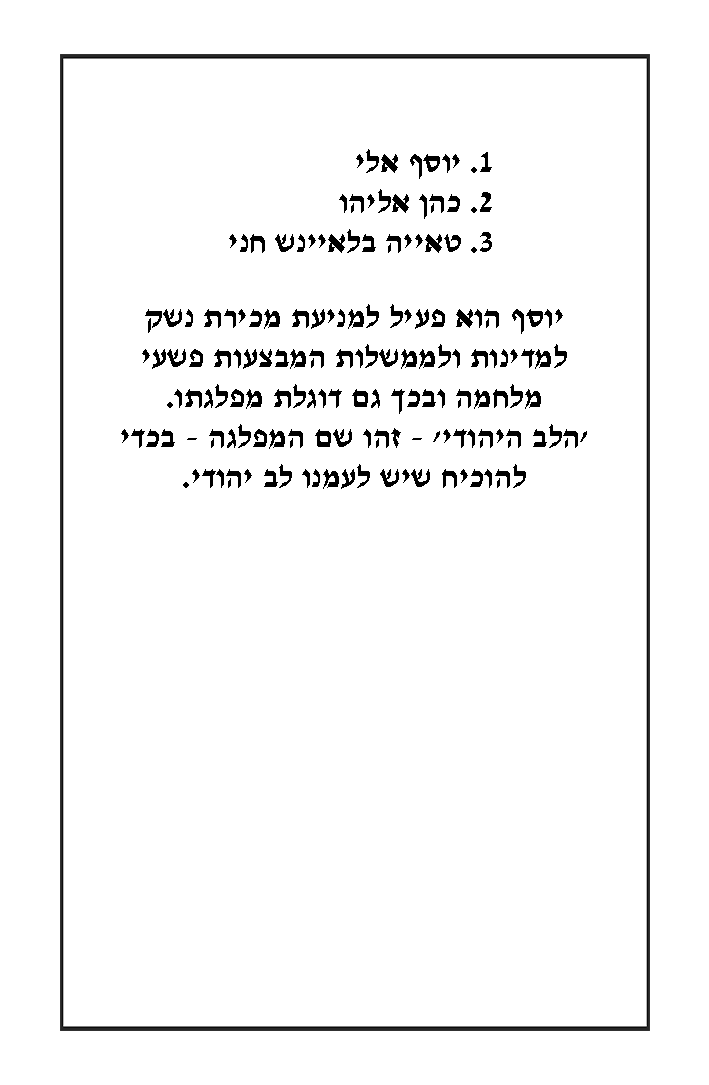 1. יוסף אלי
2. כהן אליהו
3. טאייה בלאיינש חני
יוסף הוא פעיל למניעת מכירת נשק
למדינות ולממשלות המבצעות פשעי
מלחמה ובכך גם דוגלת מפלגתו.
'הלב היהודי' - זהו שם המפלגה - בכדי
להוכיח שיש לעמנו לב יהודי.